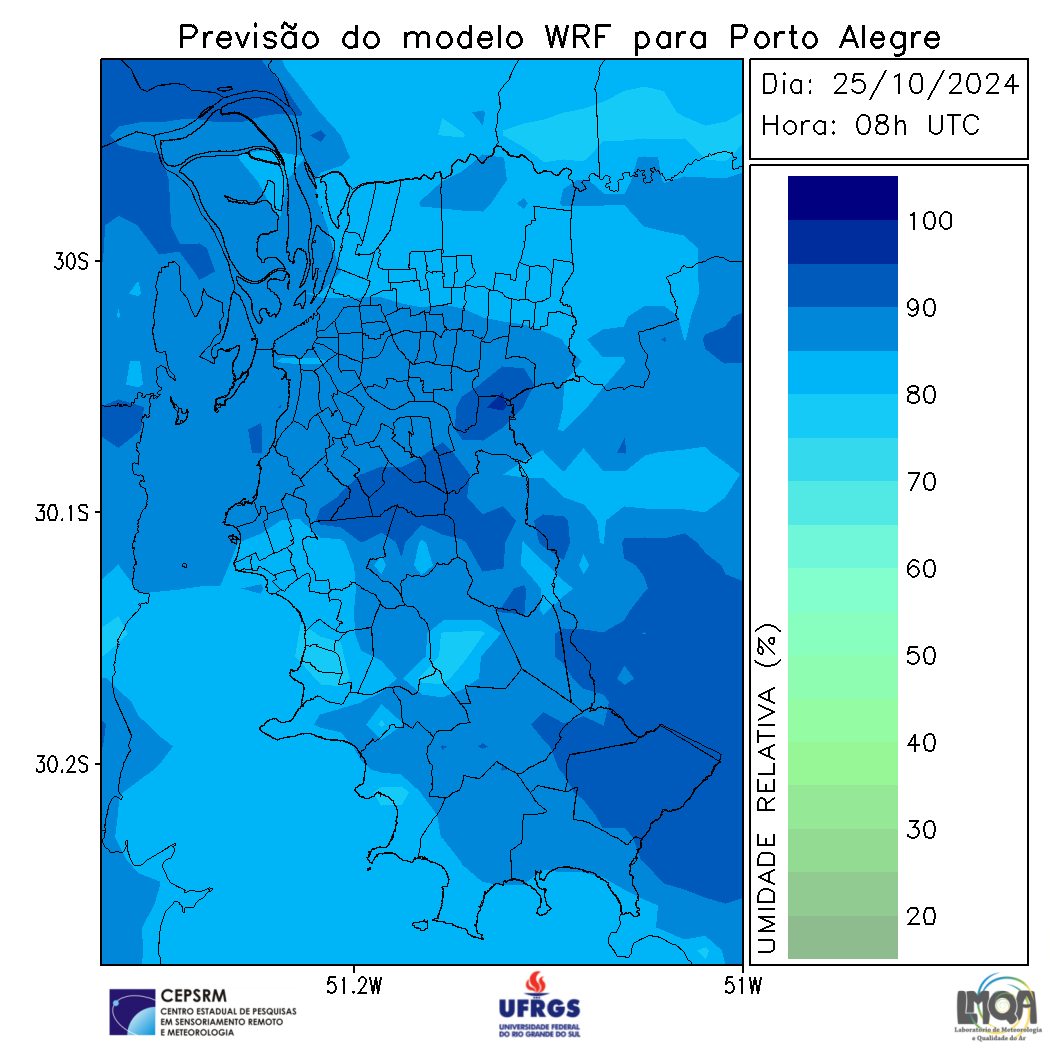 Previsão do modelo WRF para Porto Alegre
Dia: 25/10/2024
Hora: 08h UTC
30S
30.1S
30.2S
51.2W
51W
UMIDADE RELATIVA (%)
100
90
80
70
60
50
40
30
20
CEPSRM
CENTRO ESTADUAL DE PESQUISAS
EM SENSORIAMENTO REMOTO
E METEOROLOGIA
UFRGS
UNIVERSIDADE FEDERAL
DO RIO GRANDE DO SUL
LMQA
Laboratório de Meteorologia
e Qualidade do Ar